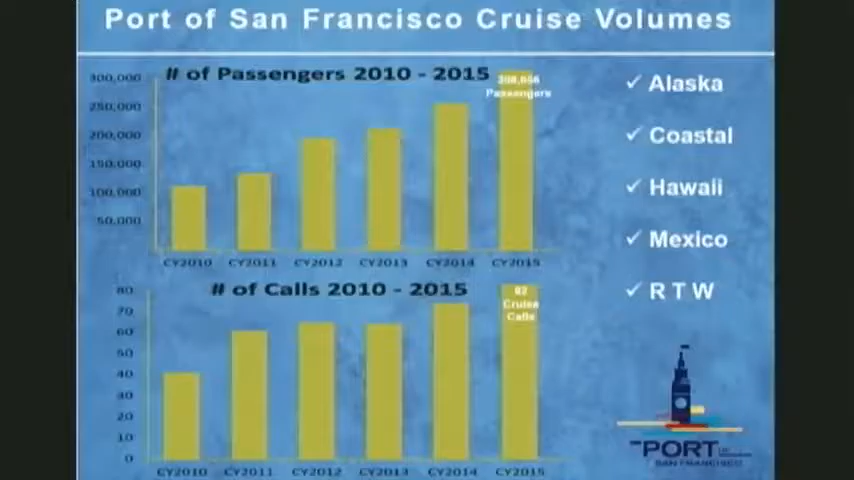 Port of San Francisco Cruise Volumes
# of Passengers 2010 - 2015
300,000
250,000
200,000
150,000
100,000
50,000
Passengers
CY2010 CY2011 CY2012 CY2013 CY2014 CY2015
# of Calls 2010 - 2015
80
70
60
50
40
30
20
10
0
82
Cruise
Calls
CY2010 CY2011 CY2012 CY2013 CY2014 CY2015
✓ Alaska
✓ Coastal
✓ Hawaii
✓ Mexico
✓ R T W
PORT
SAN FRANCISCO